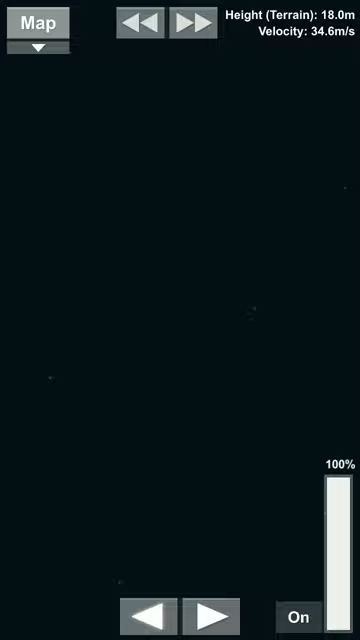 Map
Height (Terrain): 18.0m
Velocity: 34.6m/s
100%
On